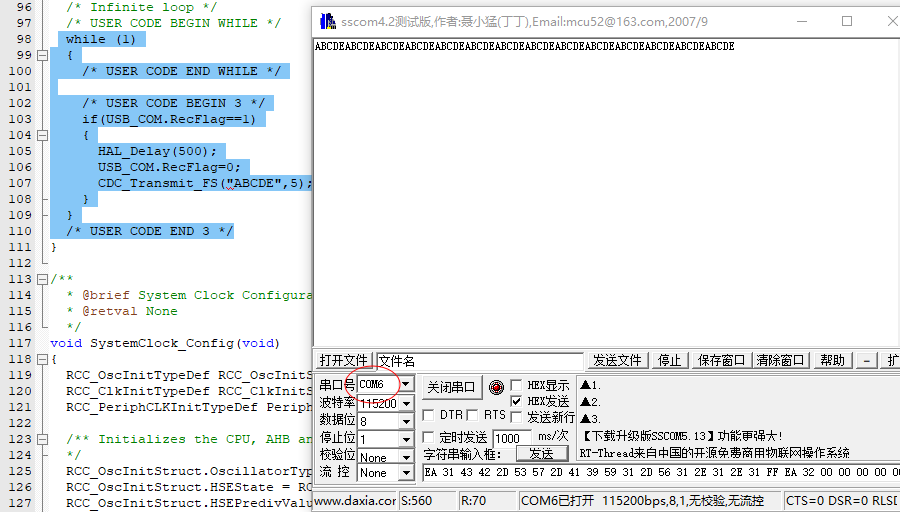 96 /* Infinite loop */
97 /* USER CODE BEGIN WHILE */
98 while (1)
99 {
100 /* USER CODE END WHILE */
101
102 /* USER CODE BEGIN 3 */
103 if(USB_COM.RecFlag==1)
104 {
105 HAL_Delay(500);
106 USB_COM.RecFlag=0;
107 CDC_Transmit_FS("ABCDE",5);
108 }
109 }
110 /* USER CODE END 3 */
111 }
112
113 /**
114 * @brief System Clock Configura
115 * @retval None
116 */
117 void SystemClock_Config(void)
118 {
119 RCC_OscInitTypeDef RCC_OscInitS
120 RCC_ClkInitTypeDef RCC_ClkInitS
121 RCC_PeriphCLKInitTypeDef Periph
122
123 /** Initializes the CPU, AHB an
124 */
125 RCC_OscInitStruct.OscillatorTyp
126 RCC_OscInitStruct.HSEState = RC
127 RCC_OscInitStruct.HSEPredivValu
sscom4.2测试版,作者:聂小猛(丁丁),Email:mcu52@163.com,2007/9
ABCDEABCDEABCDEABCDEABCDEABCDEABCDEABCDEABCDEABCDEABCDEABCDEABCDEABCDE
打开文件 文件名 发送文件 停止 保存窗口 清除窗口 帮助 — 扩
串口号 COM6 关闭串口 HEX显示 ▲1.
波特率 115200 HEX发送 ▲2.
数据位 8 DTR RTS 发送新行 ▲3.
停止位 1 定时发送 1000 ms/次 【下载升级版SSCOM5.13】功能更强大!
校验位 None 字符串输入框: 发送 RT-Thread来自中国的开源免费商用物联网操作系统
流 控 None EA 31 43 42 2D 53 57 2D 41 39 59 31 2D 56 31 2E 31 2E 31 FF EA 32 00 00 00 00 0
www.daxia.cor S:560 R:70 COM6已打开 115200bps,8,1,无校验,无流控 CTS=0 DSR=0 RLSD